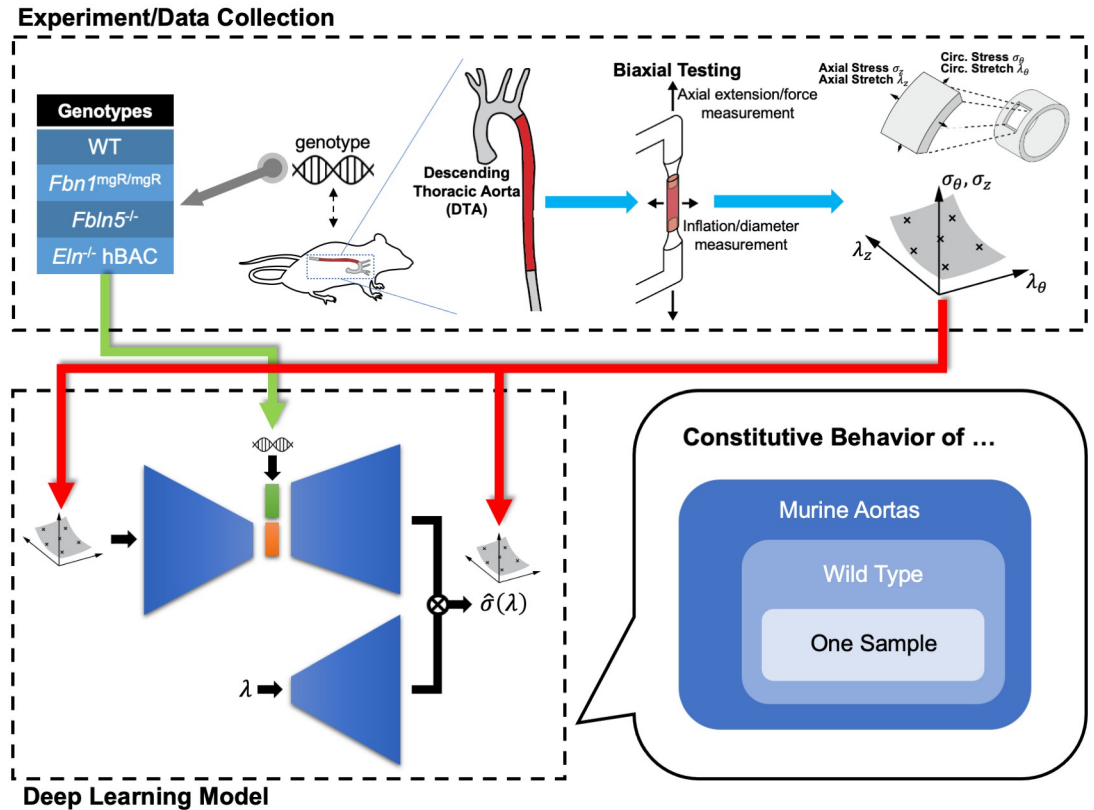 Experiment/Data Collection
Genotypes
WT
Fbn1mgR/mgR
Fbln5-/-
Eln-/- hBAC
genotype
Descending
Thoracic Aorta
(DTA)
Biaxial Testing
Axial extension/force
measurement
Inflation/diameter
measurement
Axial Stress σz
Axial Stretch λz
Circ. Stress σθ
Circ. Stretch λθ
σθ, σz
λz
λθ
σ̂(λ)
λ
Deep Learning Model
Constitutive Behavior of ...
Murine Aortas
Wild Type
One Sample